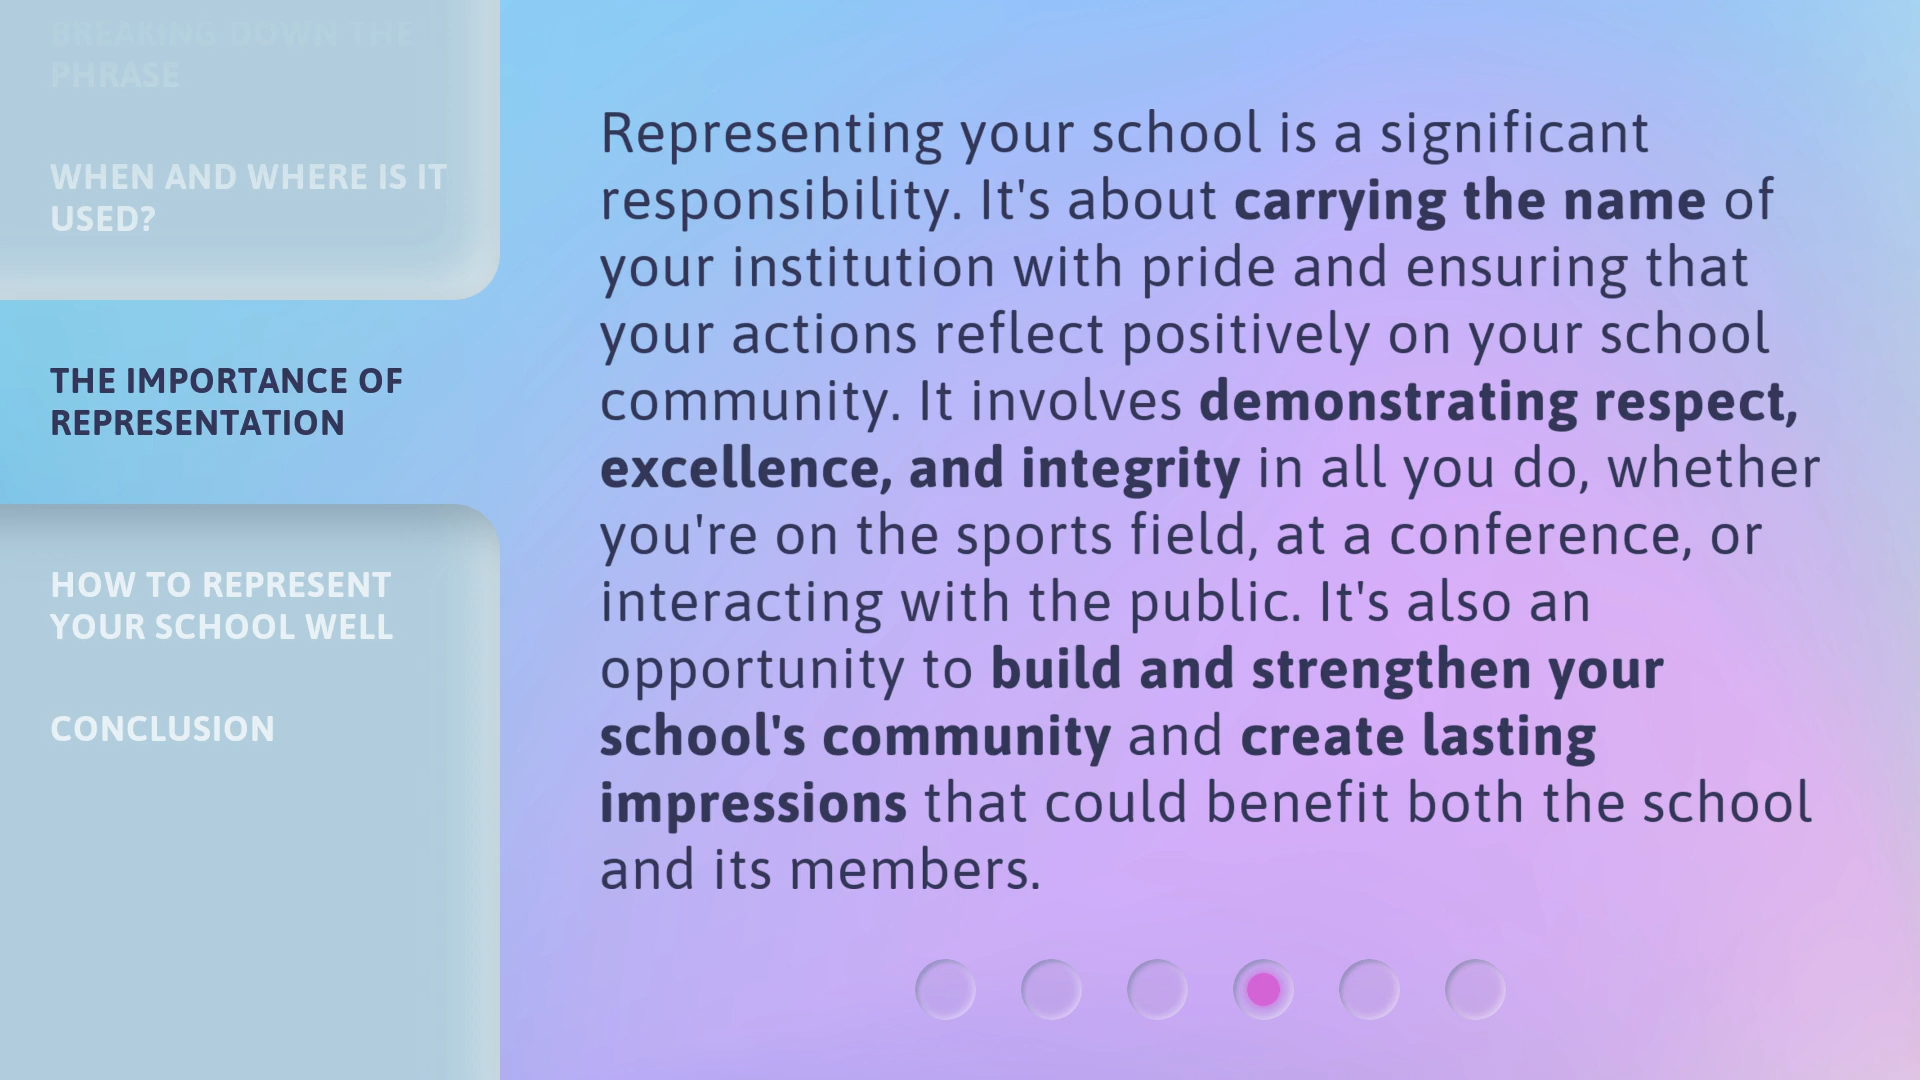 BREAKING DOWN THE
PHRASE
WHEN AND WHERE IS IT
USED?
THE IMPORTANCE OF
REPRESENTATION
HOW TO REPRESENT
YOUR SCHOOL WELL
CONCLUSION
Representing your school is a significant
responsibility. It's about carrying the name of
your institution with pride and ensuring that
your actions reflect positively on your school
community. It involves demonstrating respect,
excellence, and integrity in all you do, whether
you're on the sports field, at a conference, or
interacting with the public. It's also an
opportunity to build and strengthen your
school's community and create lasting
impressions that could benefit both the school
and its members.